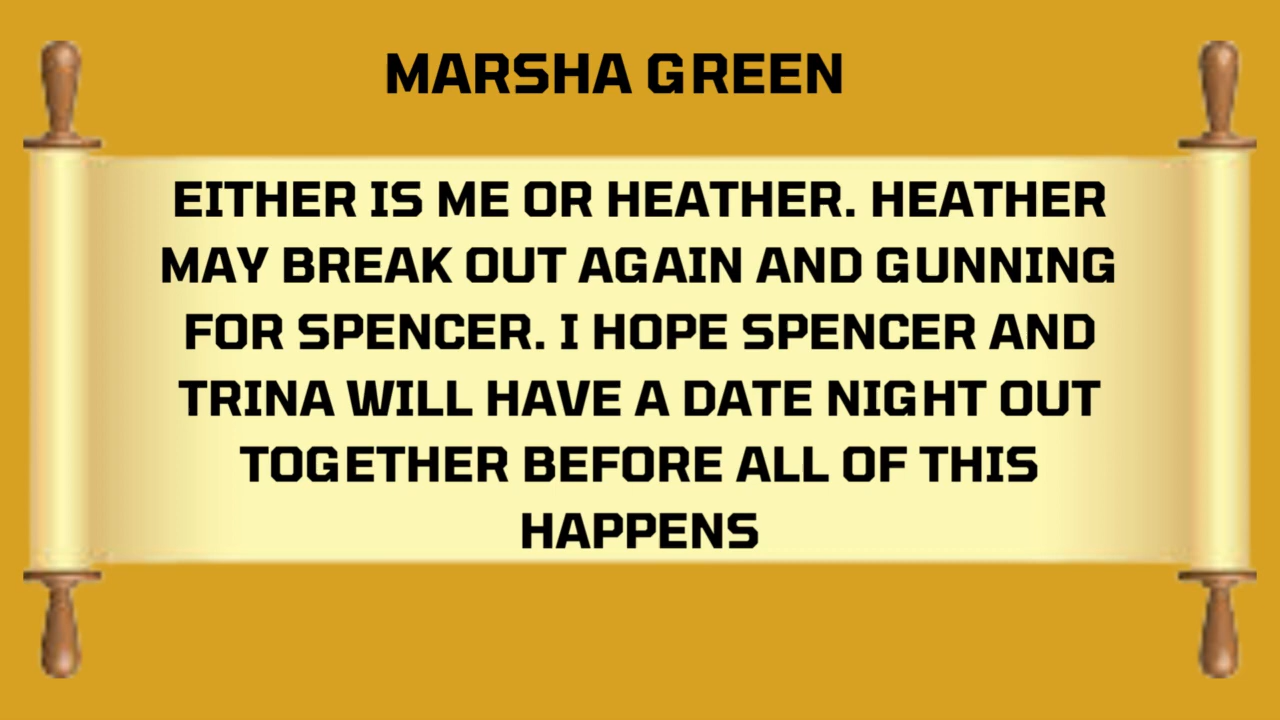 MARSHA GREEN
EITHER IS ME OR HEATHER. HEATHER
MAY BREAK OUT AGAIN AND GUNNING
FOR SPENCER. I HOPE SPENCER AND
TRINA WILL HAVE A DATE NIGHT OUT
TOGETHER BEFORE ALL OF THIS
HAPPENS